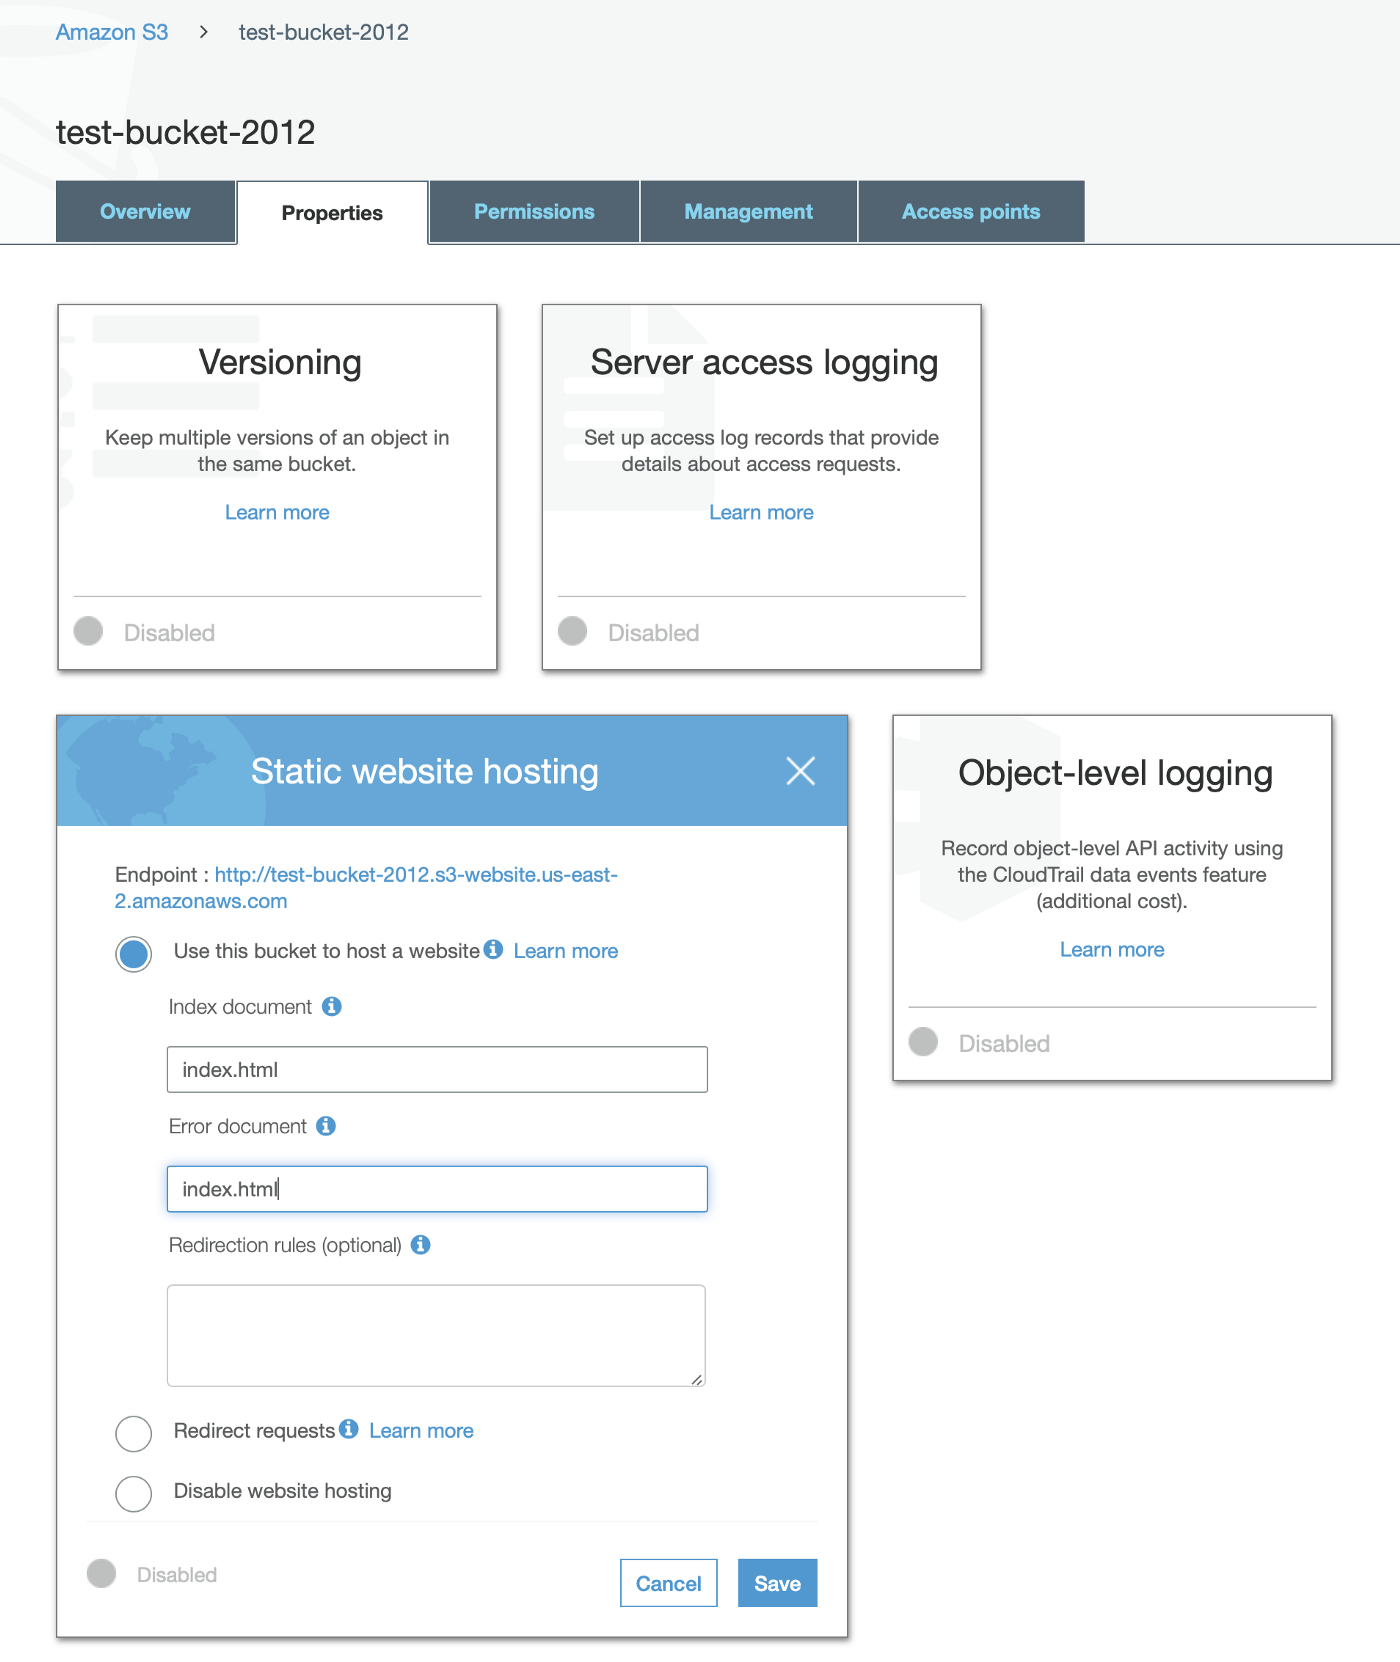 Amazon S3 > test-bucket-2012
test-bucket-2012
Overview
Properties
Permissions
Management
Access points
Versioning
Keep multiple versions of an object in
the same bucket.
Learn more
Disabled
Server access logging
Set up access log records that provide
details about access requests.
Learn more
Disabled
Static website hosting
Endpoint : http://test-bucket-2012.s3-website.us-east-
2.amazonaws.com
Use this bucket to host a website Learn more
Index document
index.html
Error document
index.html
Redirection rules (optional)
Redirect requests Learn more
Disable website hosting
Disabled
Cancel
Save
Object-level logging
Record object-level API activity using
the CloudTrail data events feature
(additional cost).
Learn more
Disabled